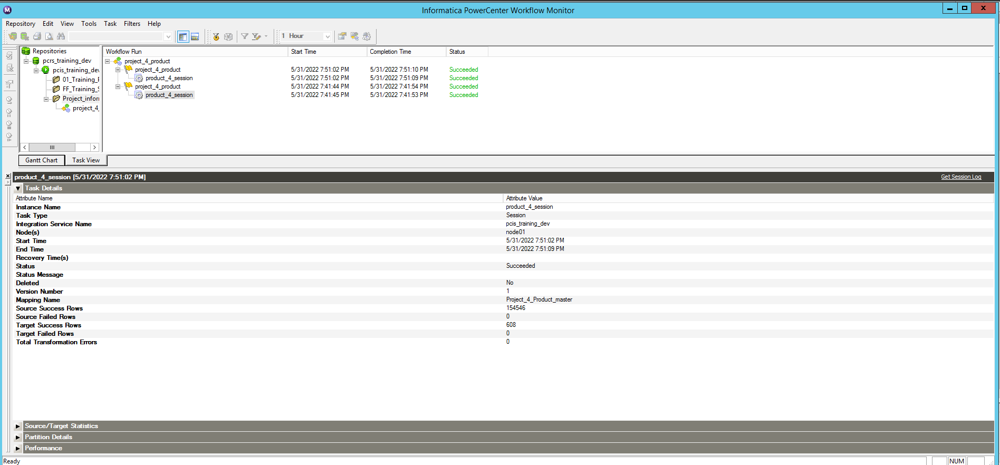 M
Informatica PowerCenter Workflow Monitor
Repository Edit View Tools Task Filters Help
1 Hour
Repositories
pcrs_training_dev
pcis_training_dev
01_Training_
FF_Training_S
Project_infor
project_4_
Workflow Run Start Time Completion Time Status
project_4_product
project_4_product 5/31/2022 7:51:02 PM 5/31/2022 7:51:10 PM Succeeded
product_4_session 5/31/2022 7:51:02 PM 5/31/2022 7:51:09 PM Succeeded
project_4_product 5/31/2022 7:41:44 PM 5/31/2022 7:41:54 PM Succeeded
product_4_session 5/31/2022 7:41:45 PM 5/31/2022 7:41:53 PM Succeeded
Gantt Chart Task View
product_4_session [5/31/2022 7:51:02 PM] Get Session Log
Task Details
Attribute Name Attribute Value
Instance Name product_4_session
Task Type Session
Integration Service Name pcis_training_dev
Node(s) node01
Start Time 5/31/2022 7:51:02 PM
End Time 5/31/2022 7:51:09 PM
Recovery Time(s)
Status Succeeded
Status Message
Deleted No
Version Number 1
Mapping Name Project_4_Product_master
Source Success Rows 154546
Source Failed Rows 0
Target Success Rows 608
Target Failed Rows 0
Total Transformation Errors 0
Source/Target Statistics
Partition Details
Performance
Ready NUM